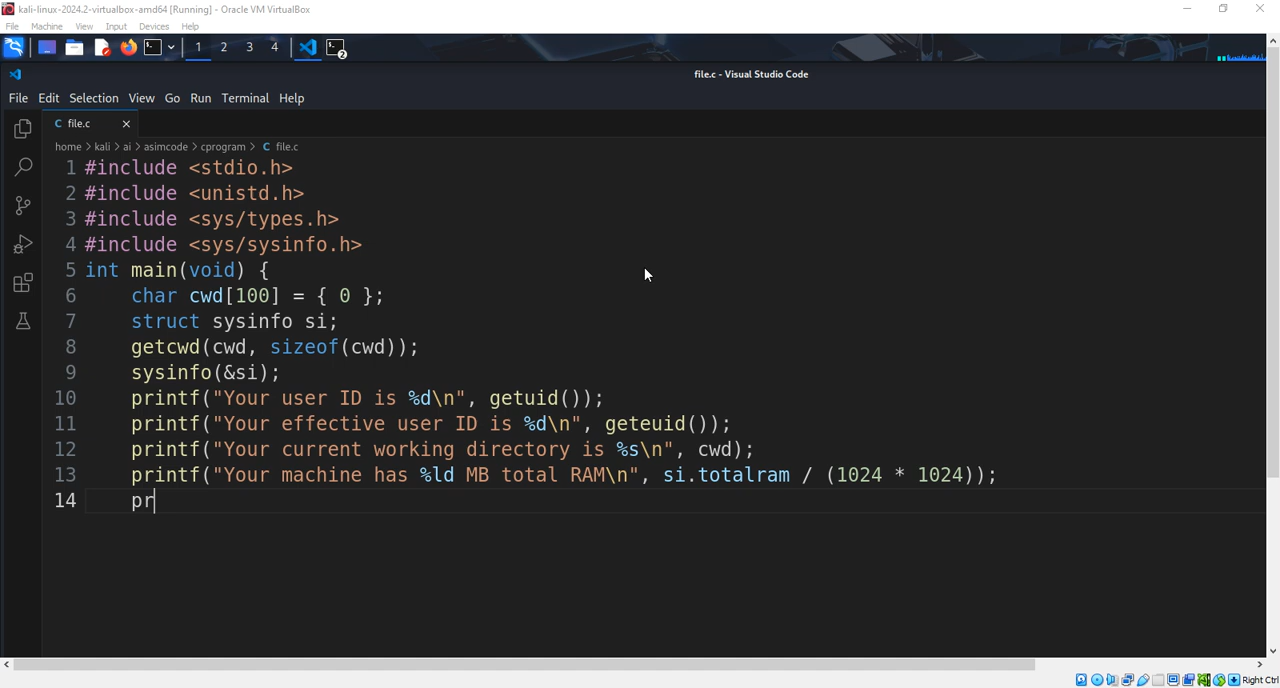 kali-linux-2024.2-virtualbox-amd64 [Running] - Oracle VM VirtualBox
File Machine View Input Devices Help
1 2 3 4 2
file.c - Visual Studio Code
File Edit Selection View Go Run Terminal Help
C file.c ×
home > kali > ai > asimcode > cprogram > C file.c
1 #include <stdio.h>
2 #include <unistd.h>
3 #include <sys/types.h>
4 #include <sys/sysinfo.h>
5 int main(void) {
6     char cwd[100] = { 0 };
7     struct sysinfo si;
8     getcwd(cwd, sizeof(cwd));
9     sysinfo(&si);
10     printf("Your user ID is %d\n", getuid());
11     printf("Your effective user ID is %d\n", geteuid());
12     printf("Your current working directory is %s\n", cwd);
13     printf("Your machine has %ld MB total RAM\n", si.totalram / (1024 * 1024));
14     pr
Right Ctrl